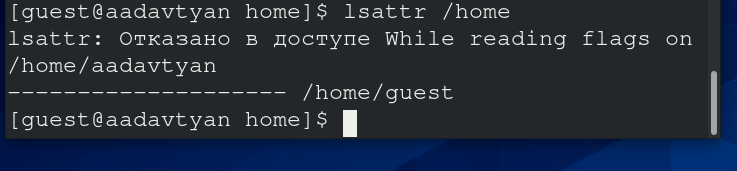 [guest@aadavtyan home]$ lsattr /home
lsattr: Отказано в доступе While reading flags on
/home/aadavtyan
-------------------- /home/guest
[guest@aadavtyan home]$